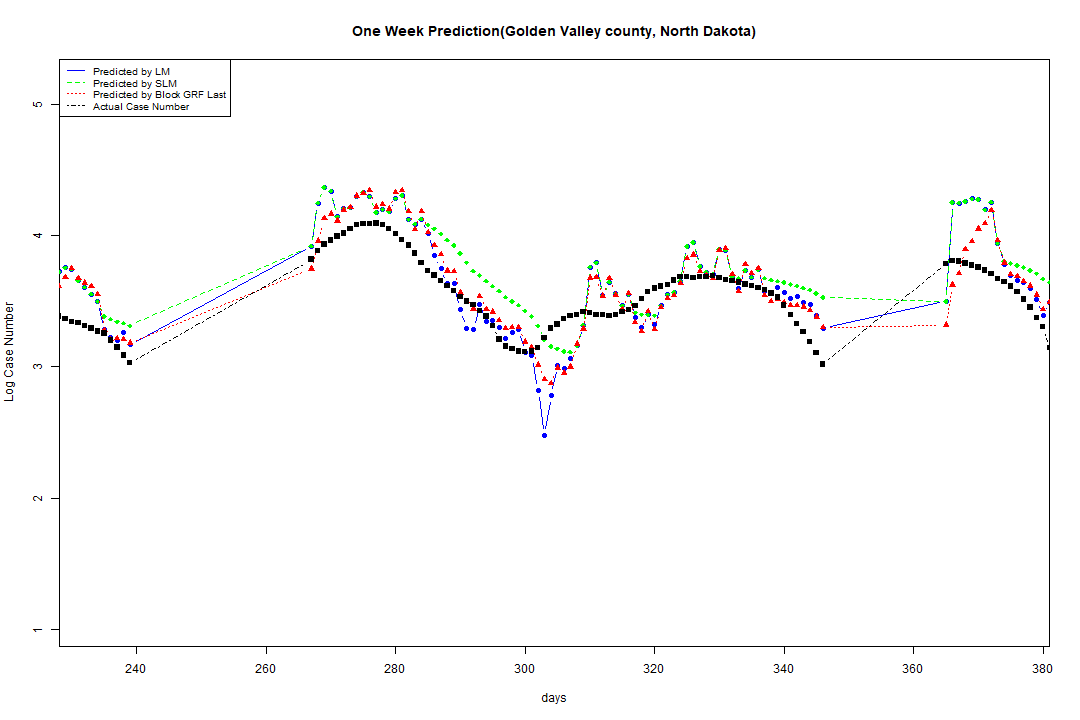 One Week Prediction(Golden Valley county, North Dakota)
Predicted by LM
Predicted by SLM
Predicted by Block GRF Last
Actual Case Number
5
4
3
2
1
Log Case Number
240 260 280 300 320 340 360 380
days